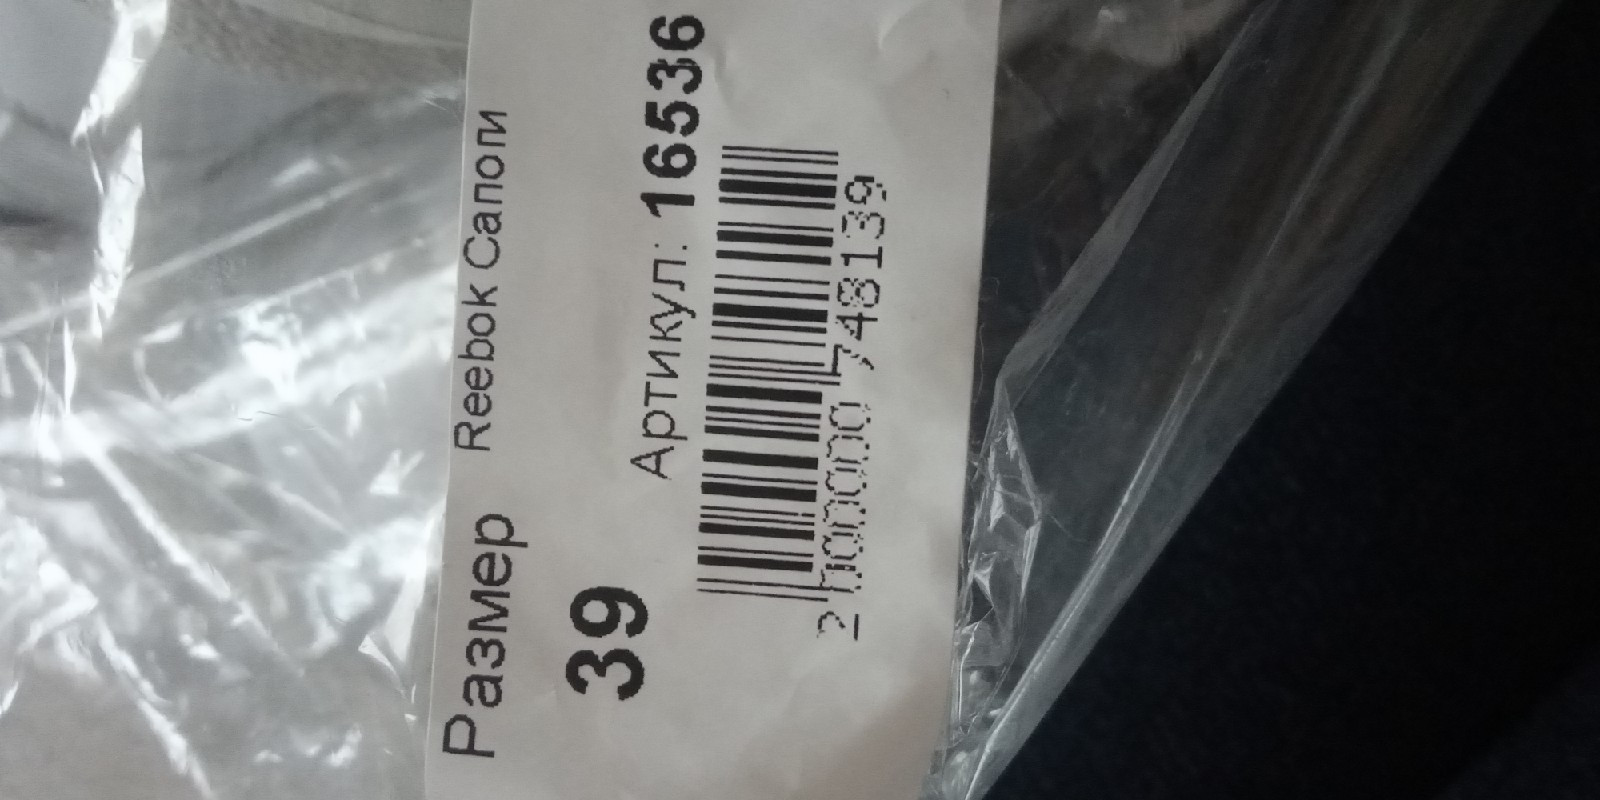 Reebok Сапоги
Размер
39
Артикул: 16536
2 000000 748139